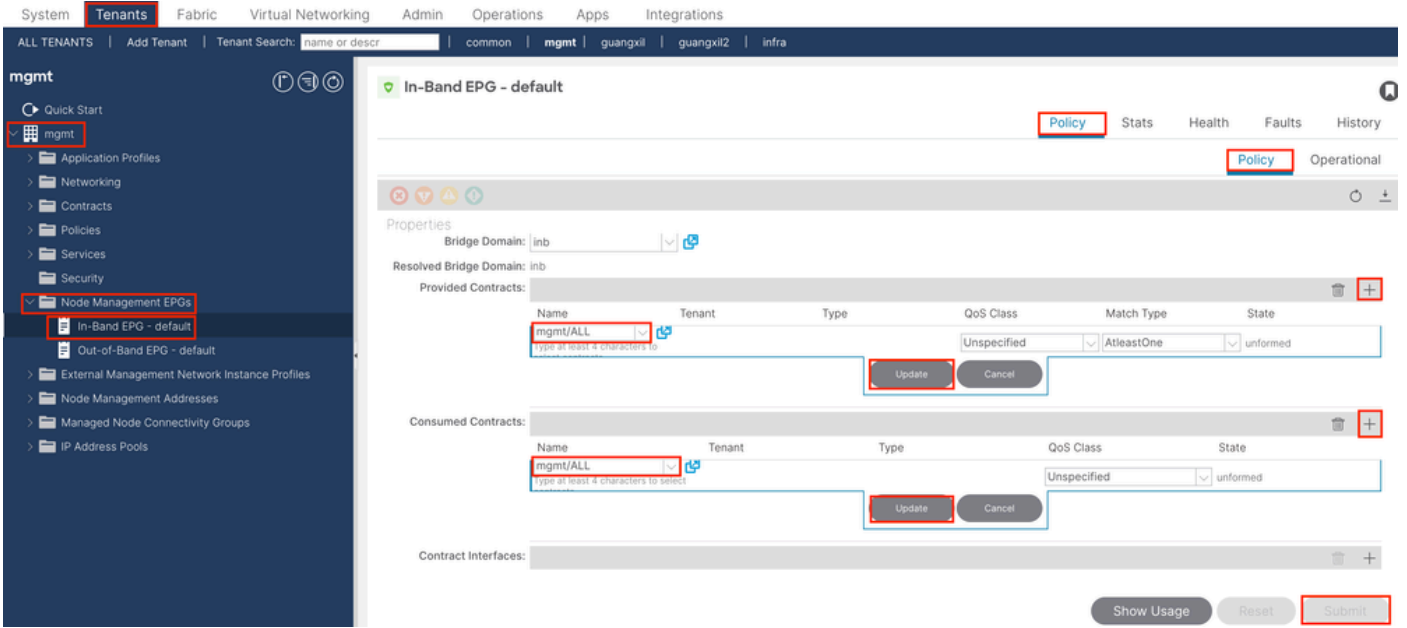 System Tenants Fabric Virtual Networking Admin Operations Apps Integrations
ALL TENANTS | Add Tenant | Tenant Search: name or descr | common | mgmt | guangxil | guangxil2 | infra
mgmt
Quick Start
mgmt
Application Profiles
Networking
Contracts
Policies
Services
Security
Node Management EPGs
In-Band EPG - default
Out-of-Band EPG - default
External Management Network Instance Profiles
Node Management Addresses
Managed Node Connectivity Groups
IP Address Pools
In-Band EPG - default
Policy Stats Health Faults History
Policy Operational
Properties
Bridge Domain: inb
Resolved Bridge Domain: inb
Provided Contracts:
Name Tenant Type QoS Class Match Type State
mgmt/ALL Unspecified AtleastOne unformed
Type at least 4 characters to
Update Cancel
Consumed Contracts:
Name Tenant Type QoS Class State
mgmt/ALL Unspecified unformed
Type at least 4 characters to select
Update Cancel
Contract Interfaces:
Show Usage Reset Submit